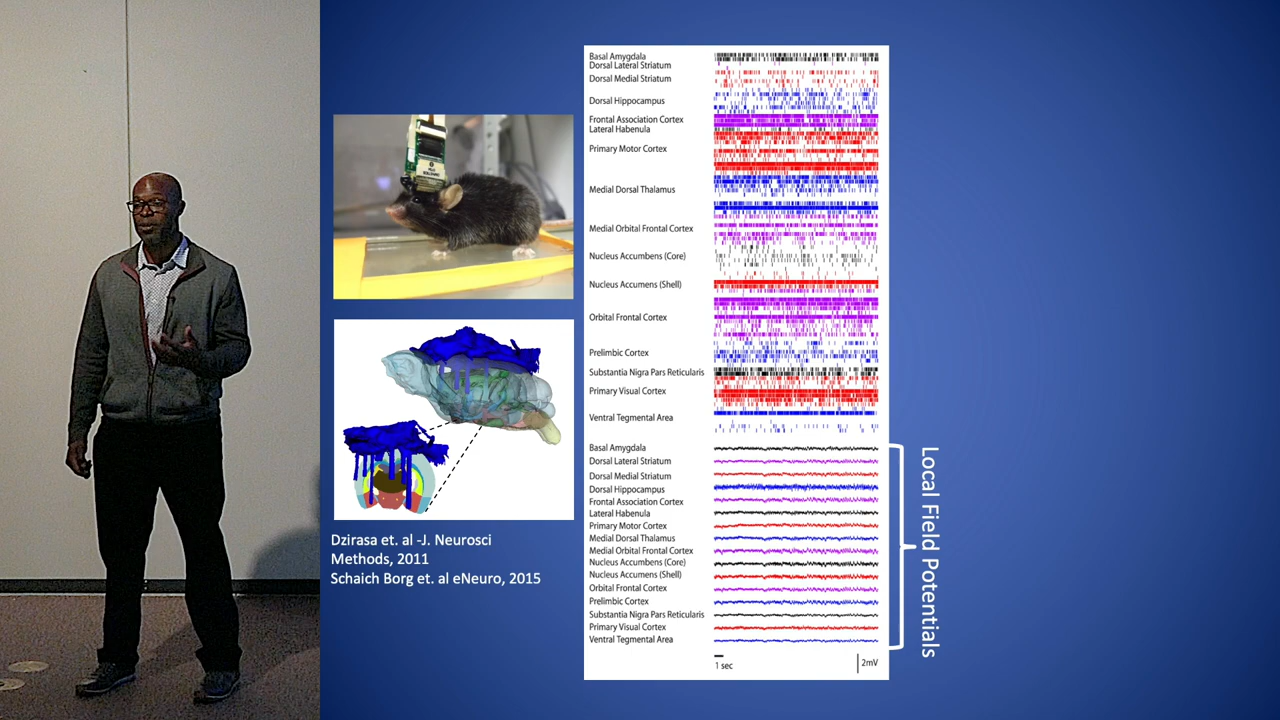 Basal Amygdala
Dorsal Lateral Striatum
Dorsal Medial Striatum
Dorsal Hippocampus
Frontal Association Cortex
Lateral Habenula
Primary Motor Cortex
Medial Dorsal Thalamus
Medial Orbital Frontal Cortex
Nucleus Accumbens (Core)
Nucleus Accumens (Shell)
Orbital Frontal Cortex
Prelimbic Cortex
Substantia Nigra Pars Reticularis
Primary Visual Cortex
Ventral Tegmental Area
Basal Amygdala
Dorsal Lateral Striatum
Dorsal Medial Striatum
Dorsal Hippocampus
Frontal Association Cortex
Lateral Habenula
Primary Motor Cortex
Medial Dorsal Thalamus
Medial Orbital Frontal Cortex
Nucleus Accumbens (Core)
Nucleus Accumens (Shell)
Orbital Frontal Cortex
Prelimbic Cortex
Substantia Nigra Pars Reticularis
Primary Visual Cortex
Ventral Tegmental Area
1 sec
2mV
Local Field Potentials
Dzirasa et. al -J. Neurosci
Methods, 2011
Schaich Borg et. al eNeuro, 2015